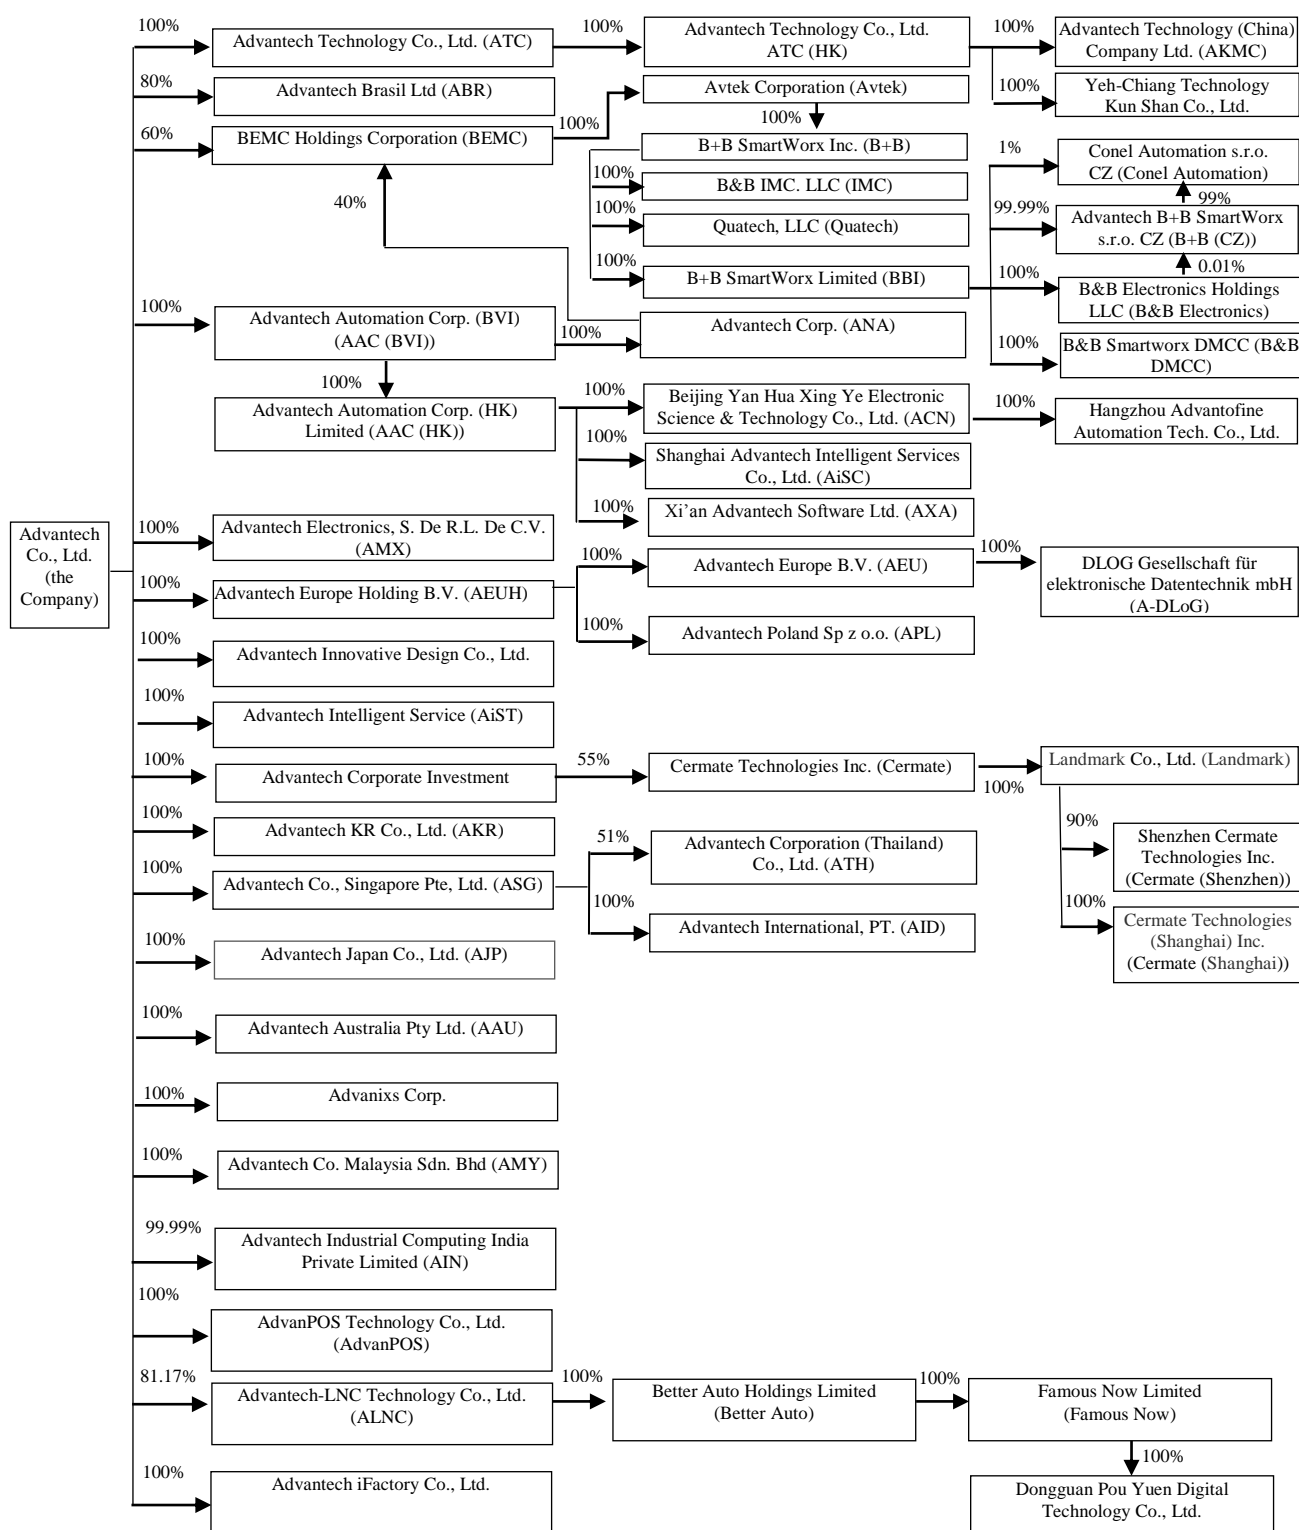 100%
Advantech Technology Co., Ltd. (ATC)
100%
Advantech Technology Co., Ltd.
ATC (HK)
100%
Advantech Technology (China)
Company Ltd. (AKMC)
80%
Advantech Brasil Ltd (ABR)
Avtek Corporation (Avtek)
100%
Yeh-Chiang Technology
Kun Shan Co., Ltd.
60%
BEMC Holdings Corporation (BEMC)
100%
100%
B+B SmartWorx Inc. (B+B)
1%
Conel Automation s.r.o.
CZ (Conel Automation)
100%
B&B IMC. LLC (IMC)
40%
99%
100%
Quatech, LLC (Quatech)
99.99%
Advantech B+B SmartWorx
s.r.o. CZ (B+B (CZ))
100%
B+B SmartWorx Limited (BBI)
0.01%
100%
B&B Electronics Holdings
LLC (B&B Electronics)
100%
Advantech Automation Corp. (BVI)
(AAC (BVI))
100%
Advantech Corp. (ANA)
100%
B&B Smartworx DMCC (B&B
DMCC)
100%
Advantech Automation Corp. (HK)
Limited (AAC (HK))
100%
Beijing Yan Hua Xing Ye Electronic
Science & Technology Co., Ltd. (ACN)
100%
Hangzhou Advantofine
Automation Tech. Co., Ltd.
100%
Shanghai Advantech Intelligent Services
Co., Ltd. (AiSC)
100%
Xi’an Advantech Software Ltd. (AXA)
Advantech
Co., Ltd.
(the
Company)
100%
Advantech Electronics, S. De R.L. De C.V.
(AMX)
100%
Advantech Europe Holding B.V. (AEUH)
100%
Advantech Europe B.V. (AEU)
100%
DLOG Gesellschaft für
elektronische Datentechnik mbH
(A-DLoG)
100%
Advantech Poland Sp z o.o. (APL)
100%
Advantech Innovative Design Co., Ltd.
100%
Advantech Intelligent Service (AiST)
100%
Advantech Corporate Investment
55%
Cermate Technologies Inc. (Cermate)
100%
Landmark Co., Ltd. (Landmark)
100%
Advantech KR Co., Ltd. (AKR)
90%
Shenzhen Cermate
Technologies Inc.
(Cermate (Shenzhen))
100%
Advantech Co., Singapore Pte, Ltd. (ASG)
51%
Advantech Corporation (Thailand)
Co., Ltd. (ATH)
100%
Advantech International, PT. (AID)
100%
Cermate Technologies
(Shanghai) Inc.
(Cermate (Shanghai))
100%
Advantech Japan Co., Ltd. (AJP)
100%
Advantech Australia Pty Ltd. (AAU)
100%
Advanixs Corp.
100%
Advantech Co. Malaysia Sdn. Bhd (AMY)
99.99%
Advantech Industrial Computing India
Private Limited (AIN)
100%
AdvanPOS Technology Co., Ltd.
(AdvanPOS)
81.17%
Advantech-LNC Technology Co., Ltd.
(ALNC)
100%
Better Auto Holdings Limited
(Better Auto)
100%
Famous Now Limited
(Famous Now)
100%
100%
Advantech iFactory Co., Ltd.
Dongguan Pou Yuen Digital
Technology Co., Ltd.